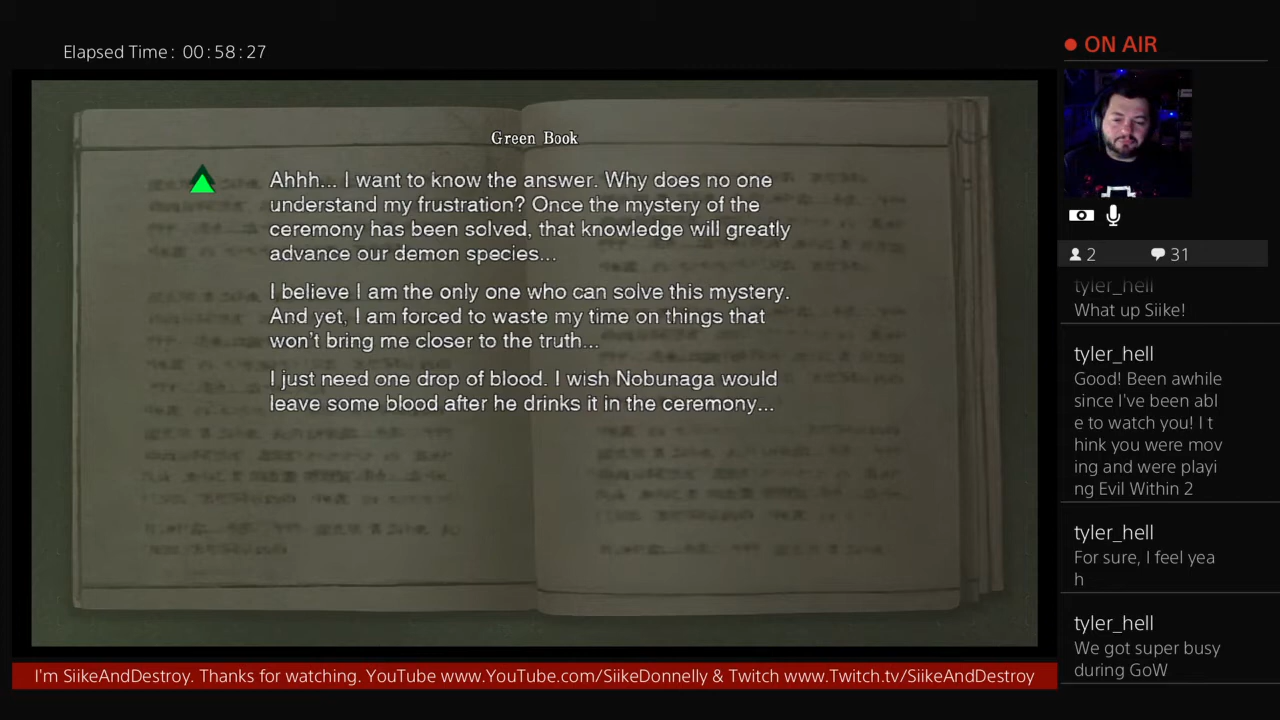 Elapsed Time: 00:58:27
ON AIR
Green Book
Ahhh... I want to know the answer. Why does no one
understand my frustration? Once the mystery of the
ceremony has been solved, that knowledge will greatly
advance our demon species...
I believe I am the only one who can solve this mystery.
And yet, I am forced to waste my time on things that
won't bring me closer to the truth...
I just need one drop of blood. I wish Nobunaga would
leave some blood after he drinks it in the ceremony...
2
31
tyler_hell
What up Siike!
tyler_hell
Good! Been awhile
since I've been abl
e to watch you! I t
hink you were mov
ing and were playi
ng Evil Within 2
tyler_hell
For sure, I feel yea
h
tyler_hell
We got super busy
during GoW
I'm SiikeAndDestroy. Thanks for watching. YouTube www.YouTube.com/SiikeDonnelly & Twitch www.Twitch.tv/SiikeAndDestroy